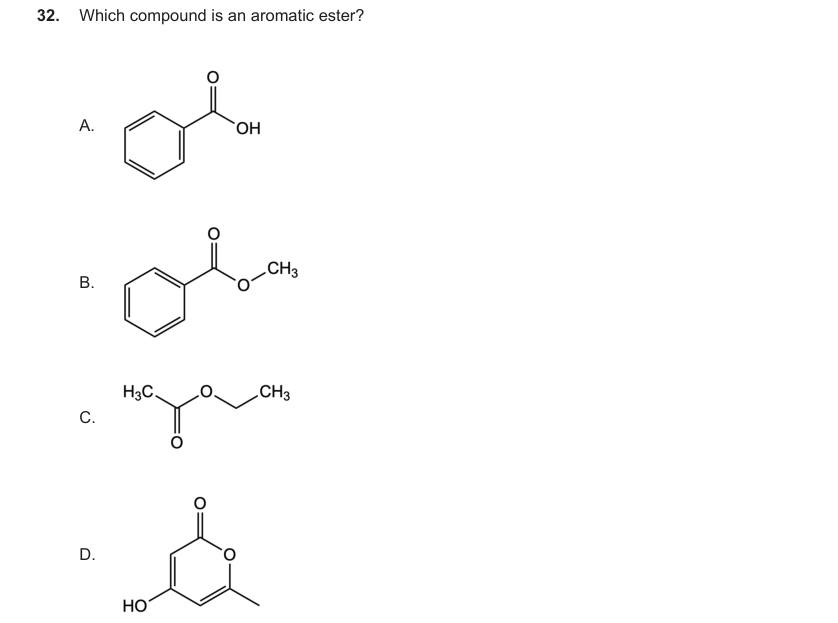 32. Which compound is an aromatic ester?
O
A.
OH
O
CH₃
B.
O
H₃C O CH₃
C.
O
O
D. O
HO